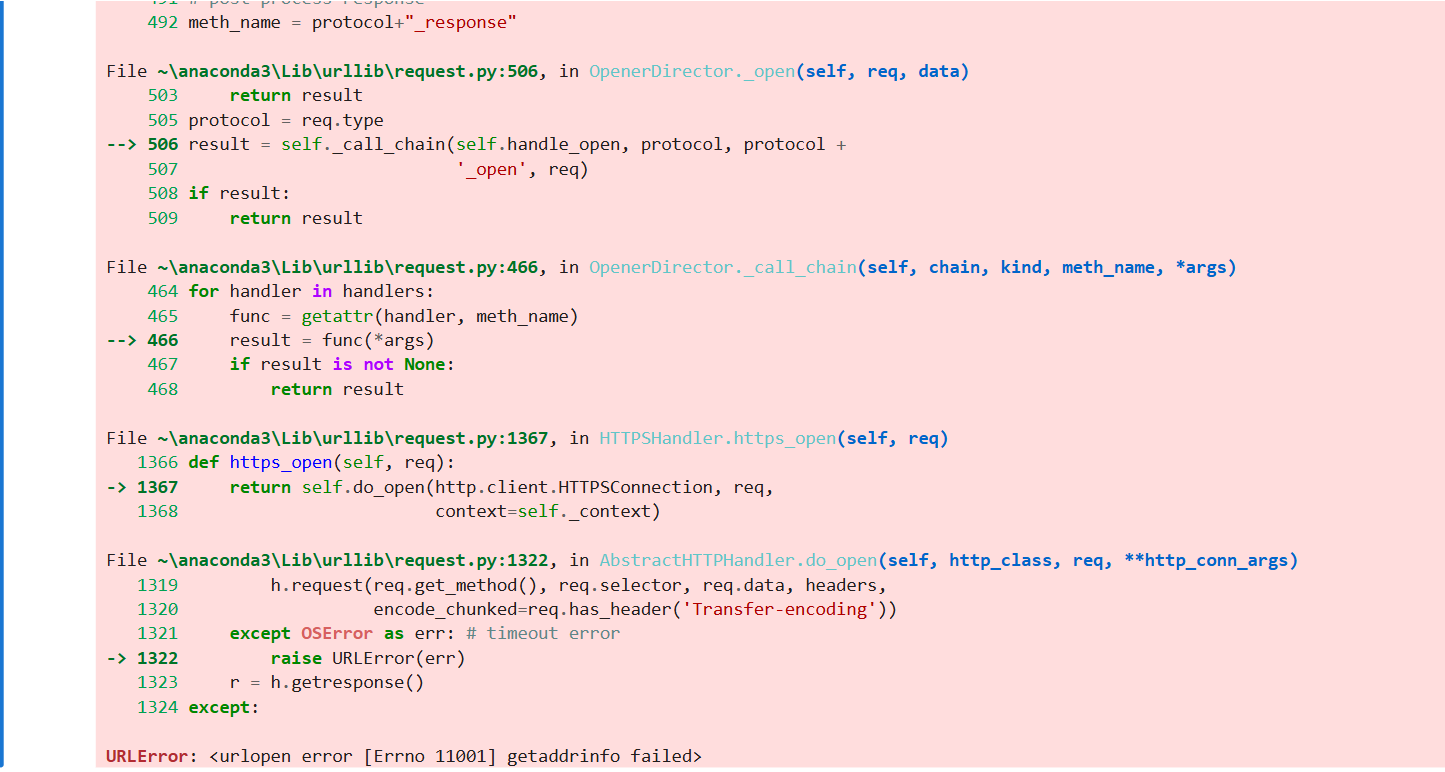 491 # post-process response
492 meth_name = protocol+"_response"
File ~\anaconda3\Lib\urllib\request.py:506, in OpenerDirector._open(self, req, data)
503     return result
505 protocol = req.type
--> 506 result = self._call_chain(self.handle_open, protocol, protocol +
507                           '_open', req)
508 if result:
509     return result
File ~\anaconda3\Lib\urllib\request.py:466, in OpenerDirector._call_chain(self, chain, kind, meth_name, *args)
464 for handler in handlers:
465     func = getattr(handler, meth_name)
--> 466     result = func(*args)
467     if result is not None:
468         return result
File ~\anaconda3\Lib\urllib\request.py:1367, in HTTPSHandler.https_open(self, req)
1366 def https_open(self, req):
-> 1367     return self.do_open(http.client.HTTPSConnection, req,
1368                         context=self._context)
File ~\anaconda3\Lib\urllib\request.py:1322, in AbstractHTTPHandler.do_open(self, http_class, req, **http_conn_args)
1319         h.request(req.get_method(), req.selector, req.data, headers,
1320                   encode_chunked=req.has_header('Transfer-encoding'))
1321     except OSError as err: # timeout error
-> 1322         raise URLError(err)
1323     r = h.getresponse()
1324 except:
URLError: <urlopen error [Errno 11001] getaddrinfo failed>